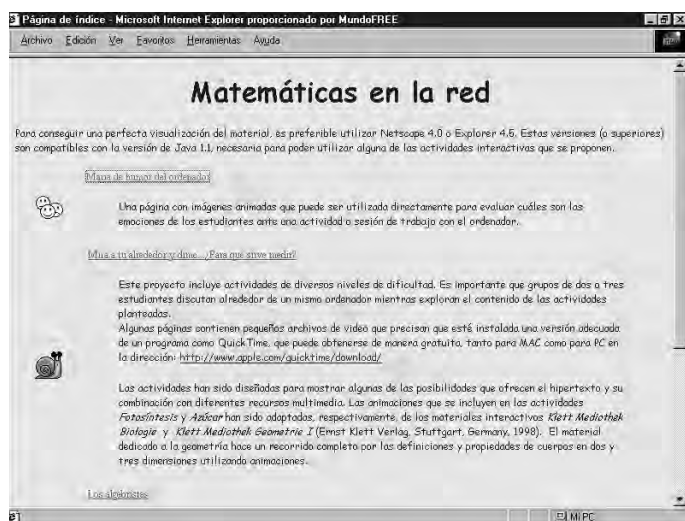 Página de índice - Microsoft Internet Explorer proporcionado por MundoFREE
Archivo Edición Ver Favoritos Herramientas Ayuda
Matemáticas en la red
Para conseguir una perfecta visualización del material, es preferible utilizar Netscape 4.0 o Explorer 4.5. Estas versiones (o superiores)
son compatibles con la versión de Java 1.1, necesaria para poder utilizar alguna de las actividades interactivas que se proponen.
Mapa de humor del ordenador
Una página con imágenes animadas que puede ser utilizada directamente para evaluar cuáles son las
emociones de los estudiantes ante una actividad o sesión de trabajo con el ordenador.
Mira a tu alrededor y dime...¿Para qué sirve medir?
Este proyecto incluye actividades de diversos niveles de dificultad. Es importante que grupos de dos o tres
estudiantes discutan alrededor de un mismo ordenador mientras exploran el contenido de las actividades
planteadas.
Algunas páginas contienen pequeños archivos de video que precisan que esté instalada una versión adecuada
de un programa como QuickTime, que puede obtenerse de manera gratuita, tanto para MAC como para PC en
la dirección: http://www.apple.com/quicktime/download/
Las actividades han sido diseñadas para mostrar algunas de las posibilidades que ofrecen el hipertexto y su
combinación con diferentes recursos multimedia. Las animaciones que se incluyen en las actividades
Fotosíntesis y Azúcar han sido adaptadas, respectivamente, de los materiales interactivos Klett Mediothek
Biologie y Klett Mediothek Geometrie I (Ernst Klett Verlag, Stuttgart, Germany, 1998). El material
dedicado a la geometría hace un recorrido completo por las definiciones y propiedades de cuerpos en dos y
tres dimensiones utilizando animaciones.
Los algebristas
Mi PC